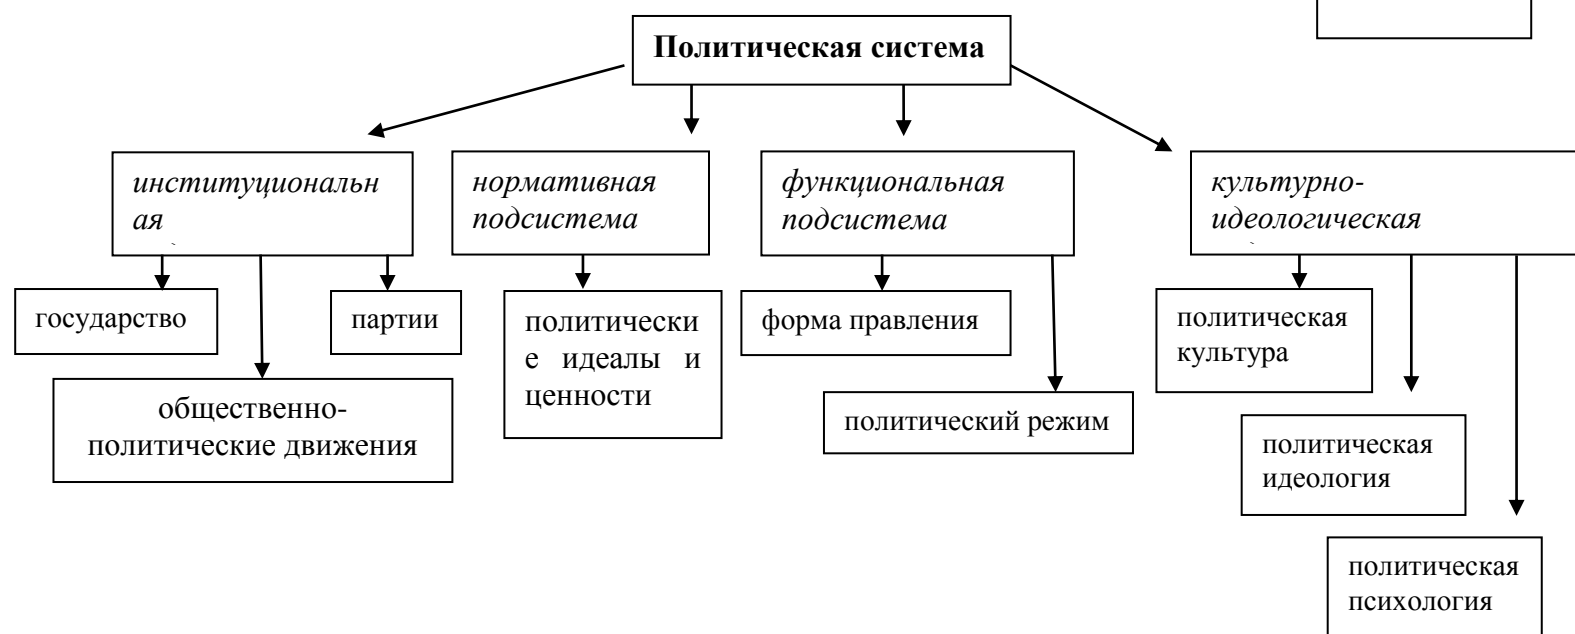 Политическая система
институциональн
ая
нормативная
подсистема
функциональная
подсистема
культурно-
идеологическая
государство
партии
общественно-
политические движения
политически
е идеалы и
ценности
форма правления
политический режим
политическая
культура
политическая
идеология
политическая
психология